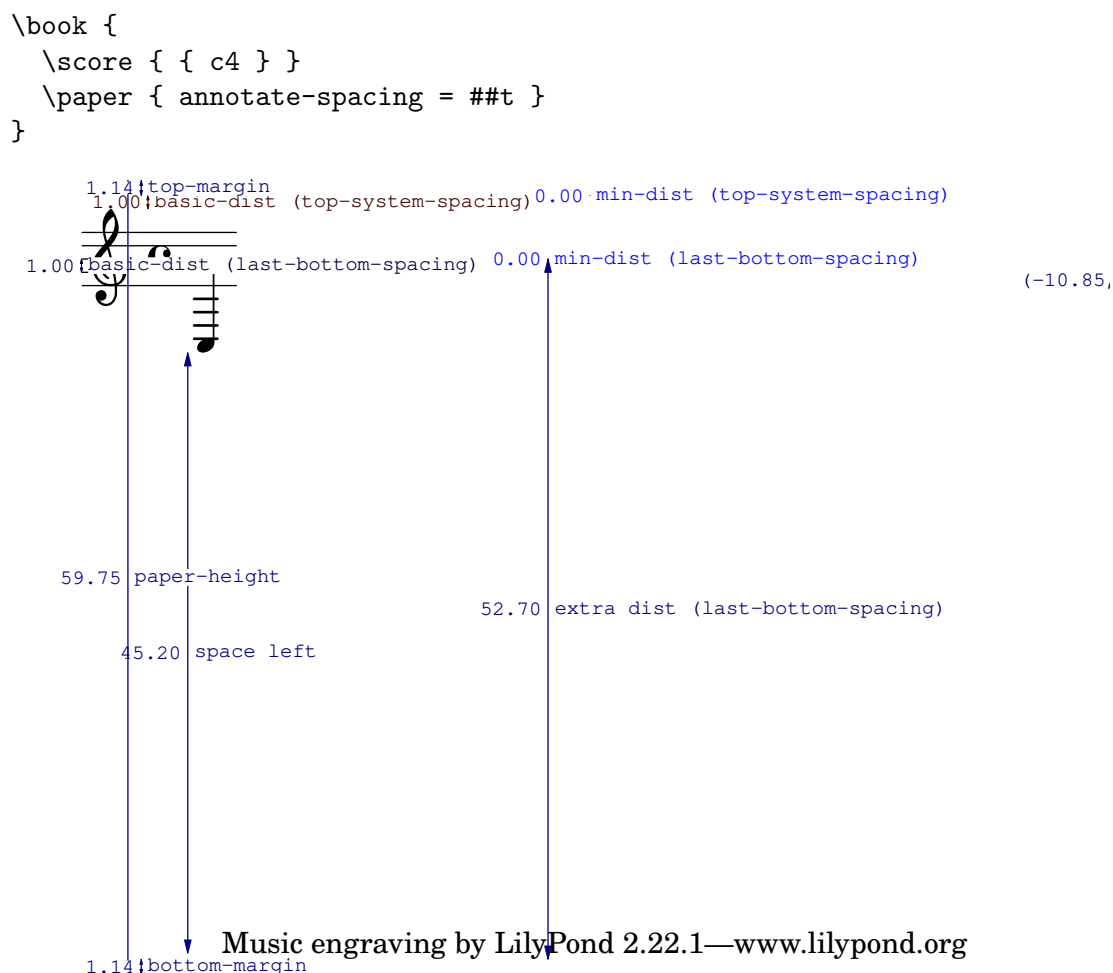 \book {
  \score { { c4 } }
  \paper { annotate-spacing = ##t }
}
1.14 top-margin
1.00 basic-dist (top-system-spacing) 0.00 min-dist (top-system-spacing)
1.00 basic-dist (last-bottom-spacing) 0.00 min-dist (last-bottom-spacing)
(-10.85,
59.75 paper-height
52.70 extra dist (last-bottom-spacing)
45.20 space left
Music engraving by LilyPond 2.22.1—www.lilypond.org
1.14 bottom-margin